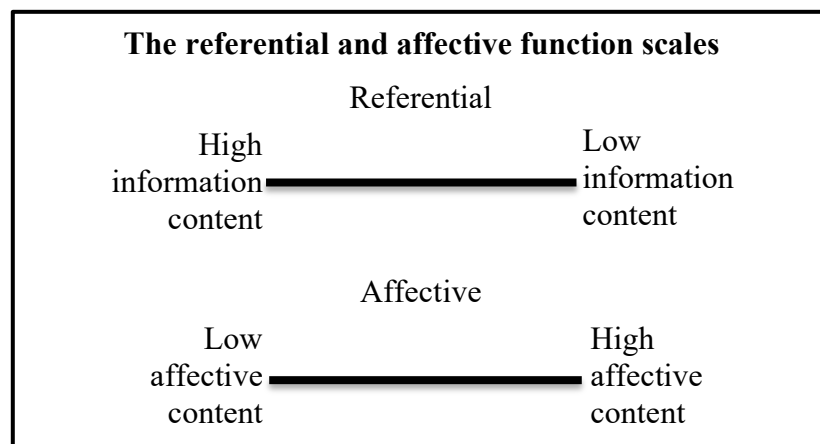 The referential and affective function scales
Referential
High
information
content
Low
information
content
Affective
Low
affective
content
High
affective
content